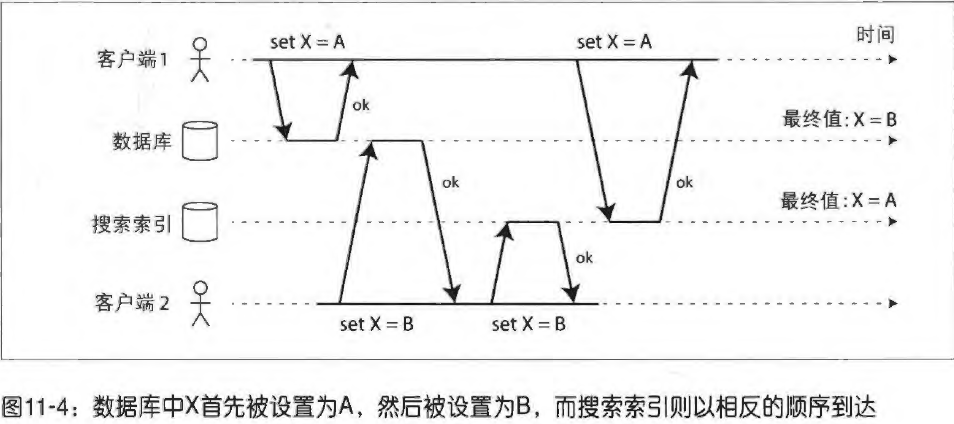 set X = A
set X = A
时间
客户端1
ok
最终值:X = B
数据库
ok
ok
最终值:X = A
搜索索引
ok
客户端 2
set X = B
set X = B
图11-4：数据库中X首先被设置为A，然后被设置为B，而搜索索引则以相反的顺序到达